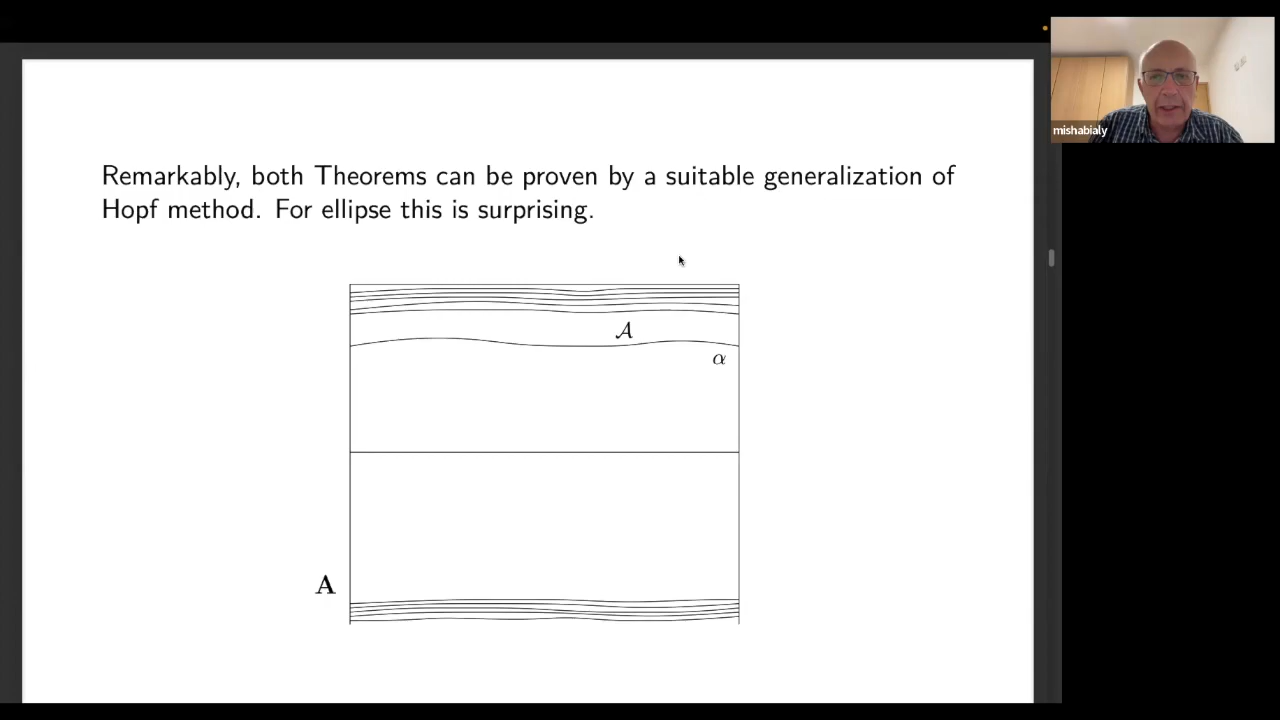 mishabialy
Remarkably, both Theorems can be proven by a suitable generalization of
Hopf method. For ellipse this is surprising.
𝒜
α
A